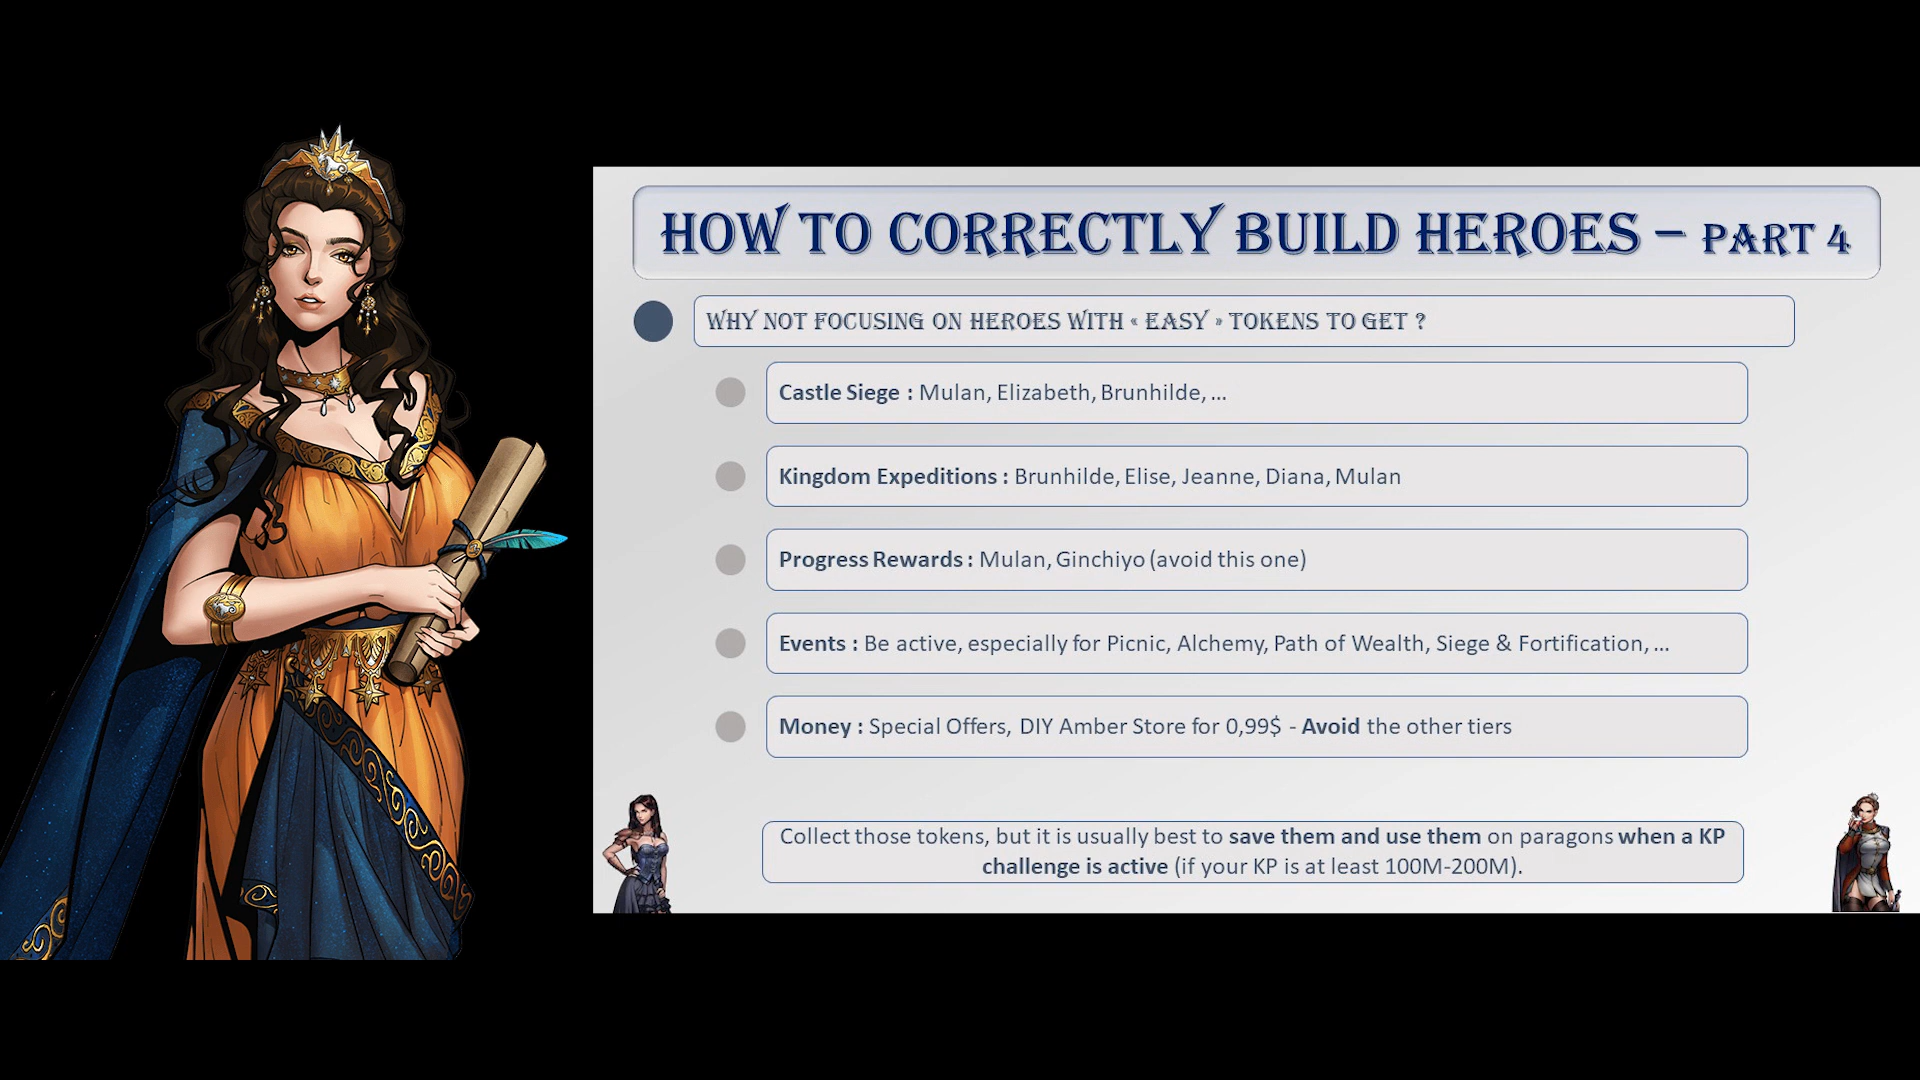 HOW TO CORRECTLY BUILD HEROES – PART 4
WHY NOT FOCUSING ON HEROES WITH « EASY » TOKENS TO GET ?
Castle Siege : Mulan, Elizabeth, Brunhilde, ...
Kingdom Expeditions : Brunhilde, Elise, Jeanne, Diana, Mulan
Progress Rewards : Mulan, Ginchiyo (avoid this one)
Events : Be active, especially for Picnic, Alchemy, Path of Wealth, Siege & Fortification, ...
Money : Special Offers, DIY Amber Store for 0,99$ - Avoid the other tiers
Collect those tokens, but it is usually best to save them and use them on paragons when a KP
challenge is active (if your KP is at least 100M-200M).